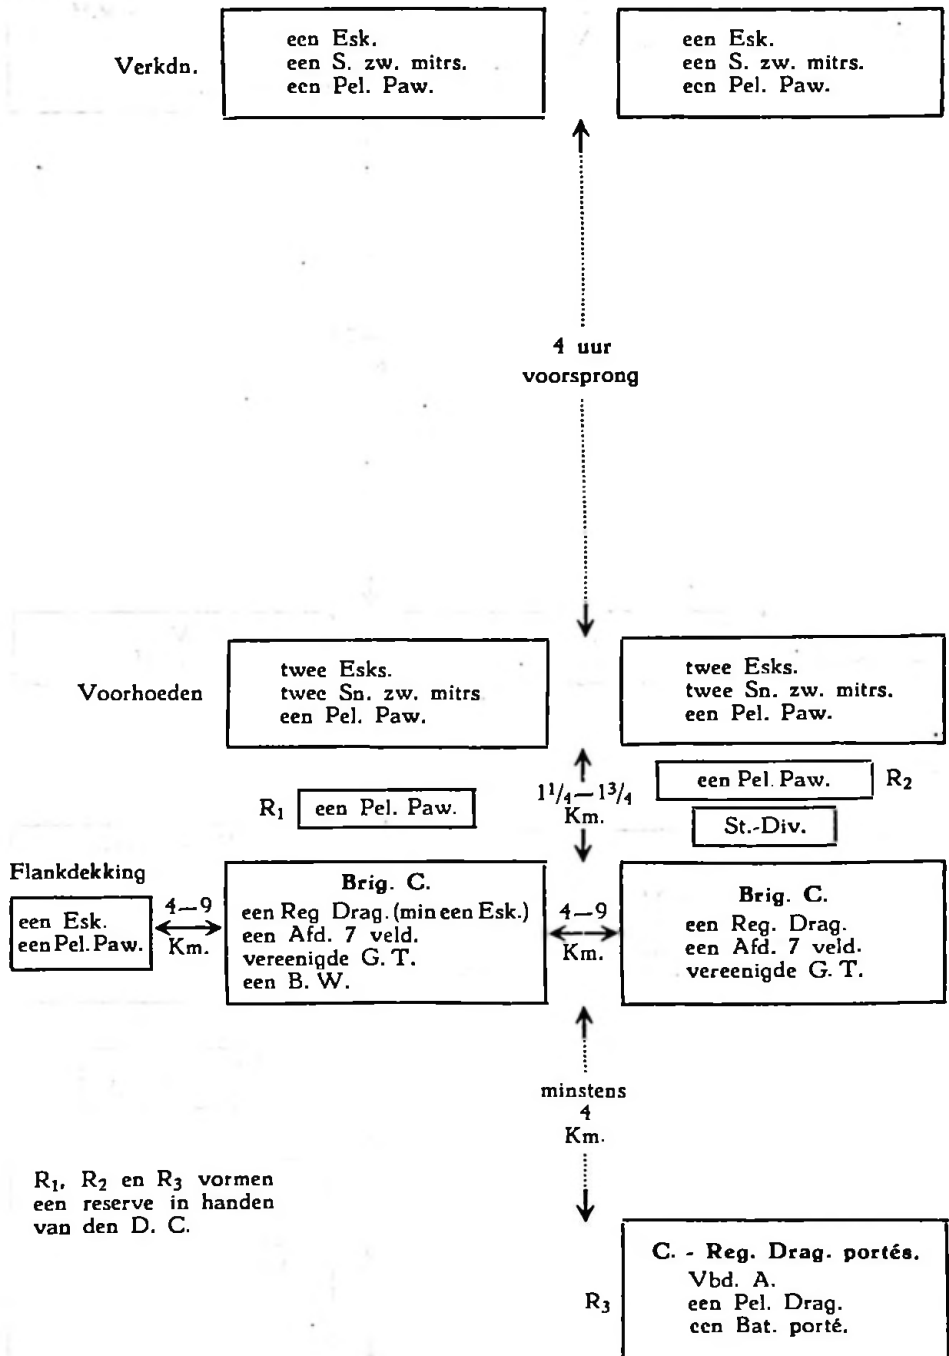 Verkdn.
een Esk.
een S. zw. mitrs.
een Pel. Paw.
een Esk.
een S. zw. mitrs.
een Pel. Paw.
4 uur
voorsprong
Voorhoeden
twee Esks.
twee Sn. zw. mitrs
een Pel. Paw.
twee Esks.
twee Sn. zw. mitrs.
een Pel. Paw.
R₁
een Pel. Paw.
1¹/₄—1³/₄
Km.
een Pel. Paw.
R₂
St.-Div.
Flankdekking
een Esk.
een Pel. Paw.
4—9
Km.
Brig. C.
een Reg Drag. (min een Esk.)
een Afd. 7 veld.
vereenigde G. T.
een B. W.
4—9
Km.
Brig. C.
een Reg. Drag.
een Afd. 7 veld.
vereenigde G. T.
minstens
4
Km.
R₁, R₂ en R₃ vormen
een reserve in handen
van den D. C.
R₃
C. - Reg. Drag. portés.
Vbd. A.
een Pel. Drag.
een Bat. porté.